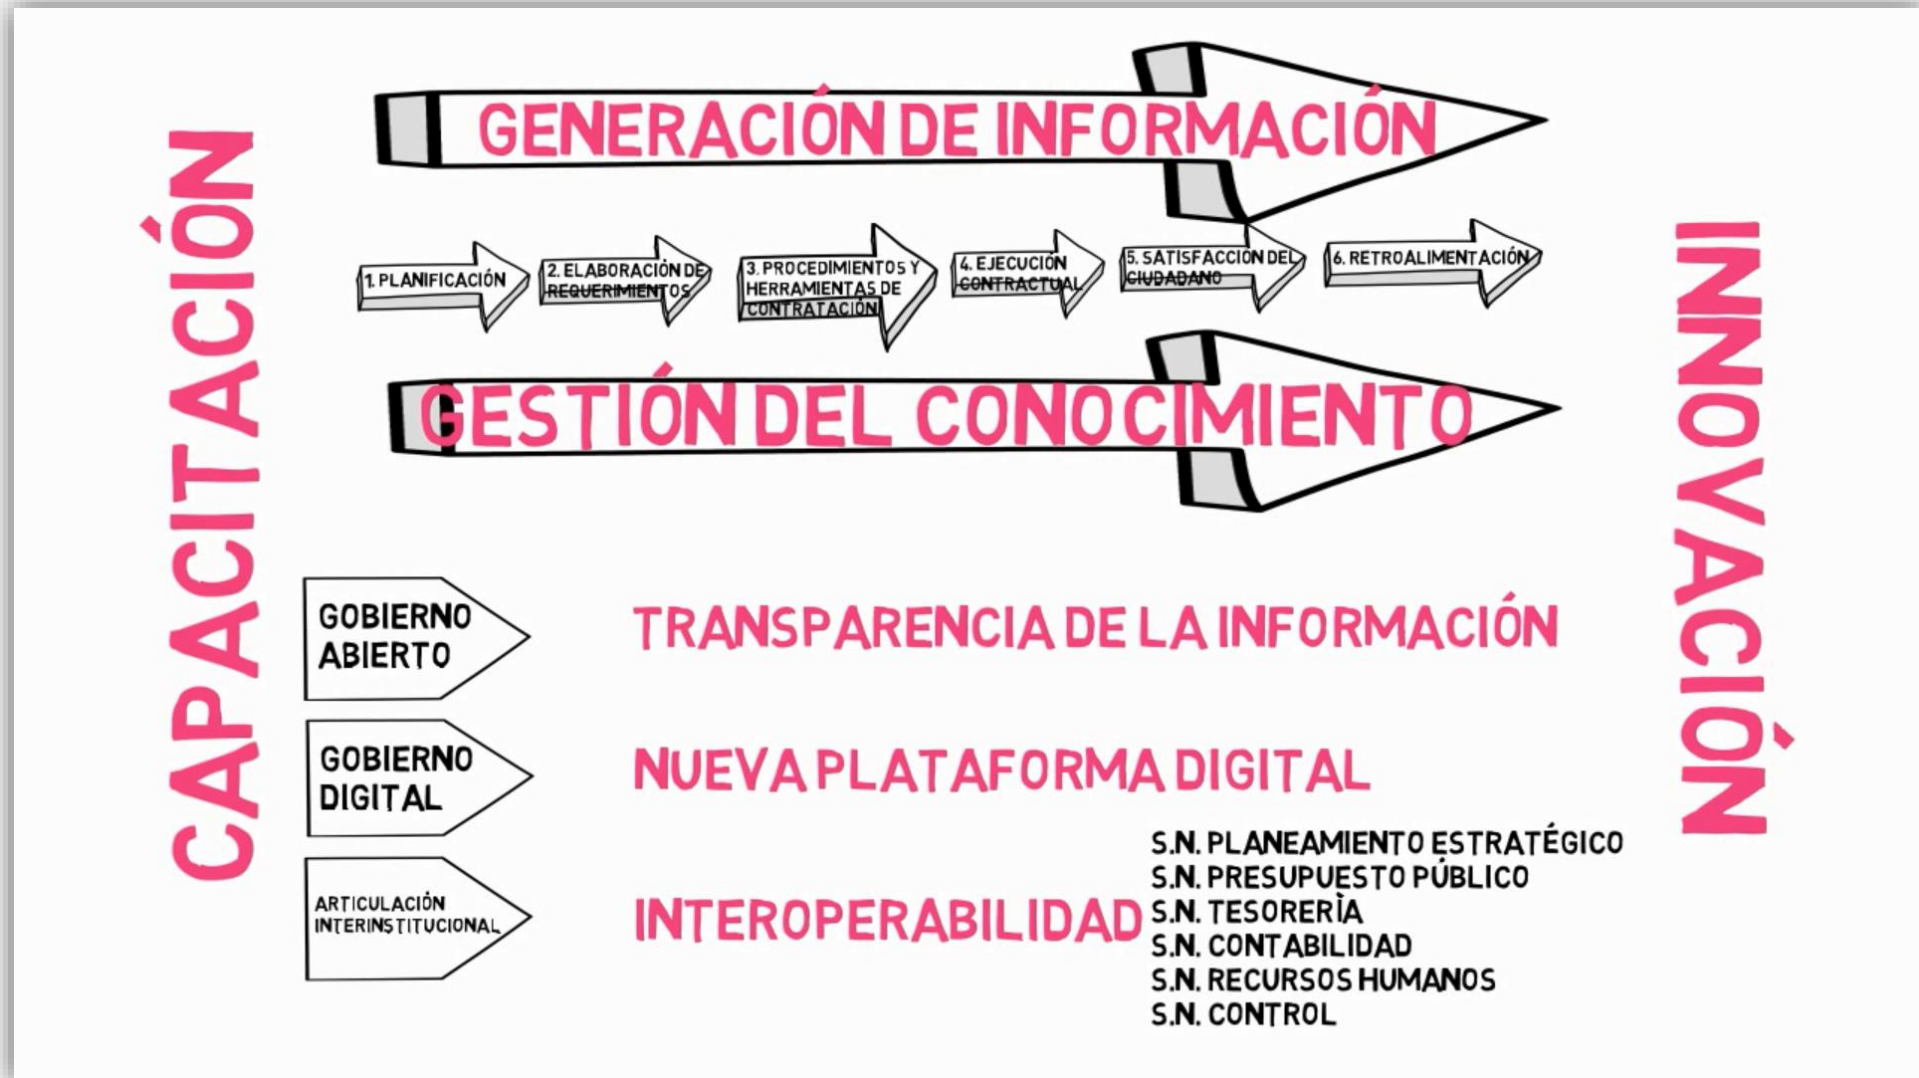 CAPACITACIÓN
GENERACIÓN DE INFORMACIÓN
1. PLANIFICACIÓN
2. ELABORACIÓN DE
REQUERIMIENTOS
3. PROCEDIMIENTOS Y
HERRAMIENTAS DE
CONTRATACIÓN
4. EJECUCIÓN
CONTRACTUAL
5. SATISFACCIÓN DEL
CIUDADANO
6. RETROALIMENTACIÓN
GESTIÓN DEL CONOCIMIENTO
INNOVACIÓN
GOBIERNO
ABIERTO
TRANSPARENCIA DE LA INFORMACIÓN
GOBIERNO
DIGITAL
NUEVA PLATAFORMA DIGITAL
ARTICULACIÓN
INTERINSTITUCIONAL
INTEROPERABILIDAD
S.N. PLANEAMIENTO ESTRATÉGICO
S.N. PRESUPUESTO PÚBLICO
S.N. TESORERÌA
S.N. CONTABILIDAD
S.N. RECURSOS HUMANOS
S.N. CONTROL